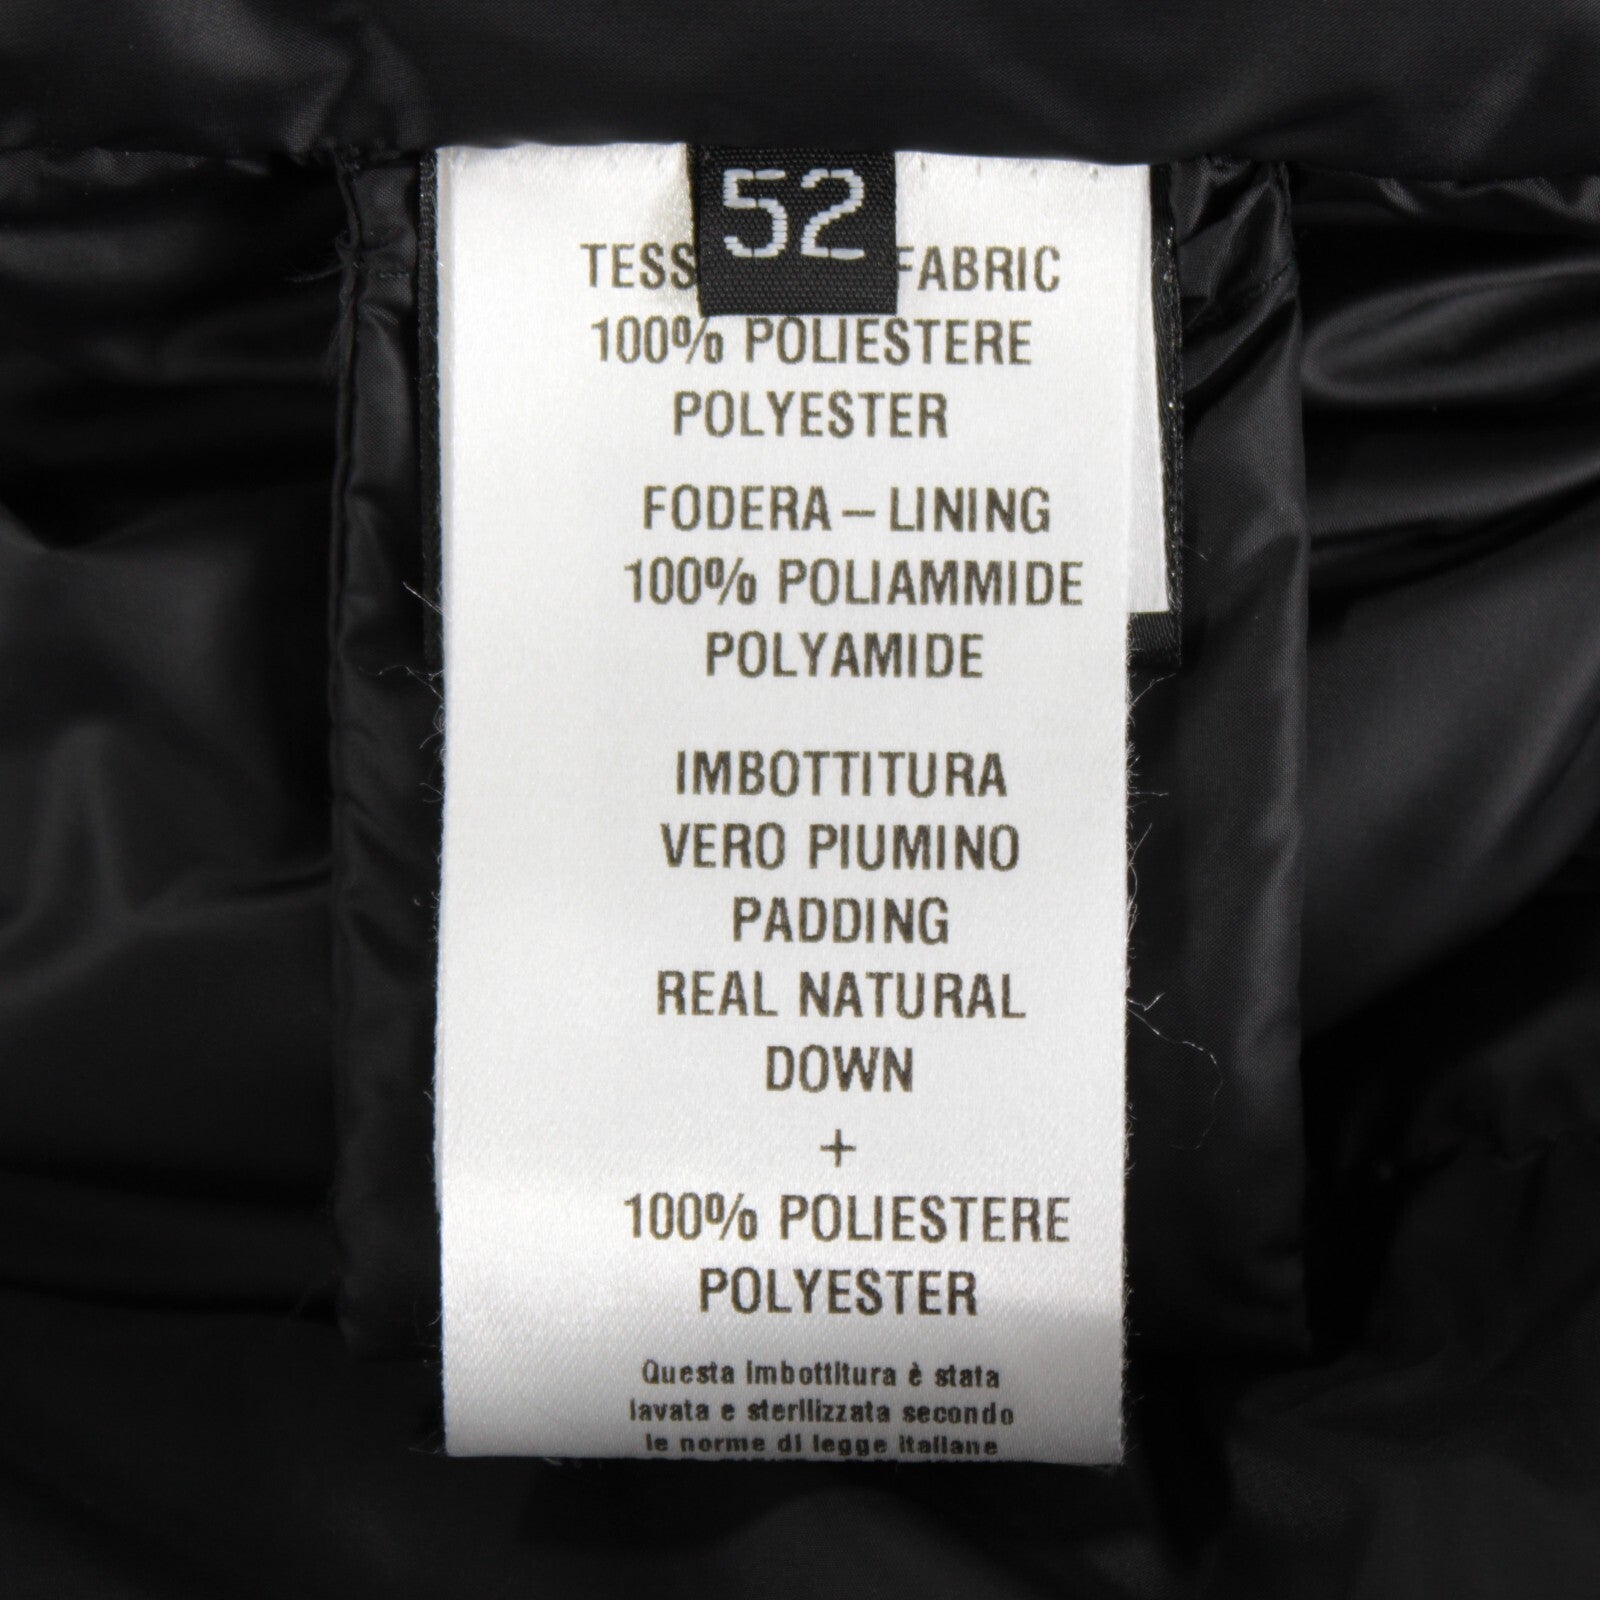 52
FABRIC
100% POLIESTERE
POLYESTER
FODERA – LINING
100% POLIAMMIDE
POLYAMIDE
IMBOTTITURA
VERO PIUMINO
PADDING
REAL NATURAL
DOWN
+
100% POLIESTERE
POLYESTER
Questa imbottitura è stata
lavata e sterilizzata secondo
le norme di legge italiane